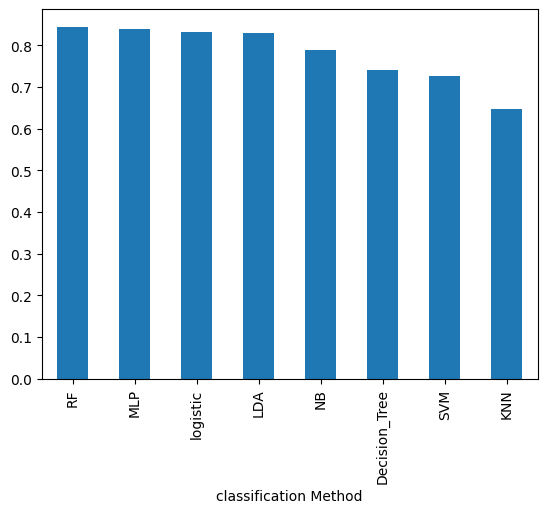 0.8
0.7
0.6
0.5
0.4
0.3
0.2
0.1
0.0
RF
MLP
logistic
LDA
NB
Decision_Tree
SVM
KNN
classification Method